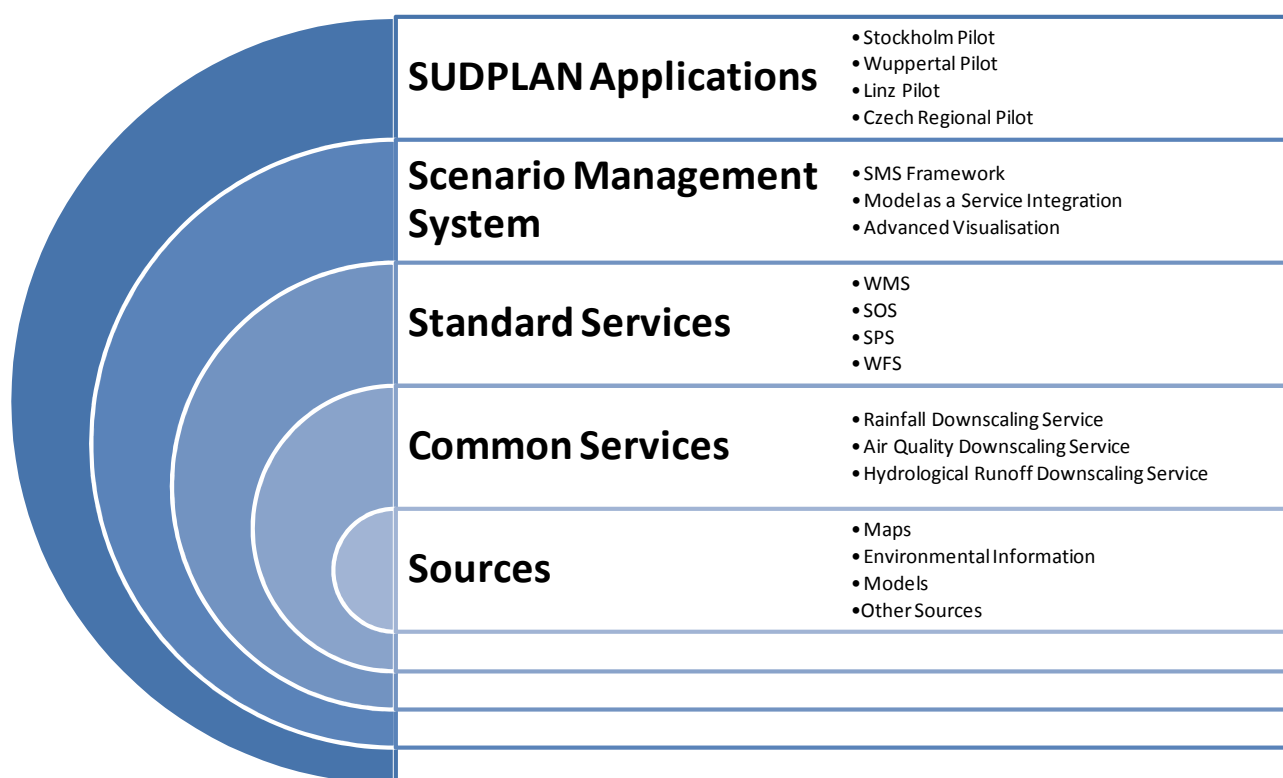 SUDPLAN Applications
•Stockholm Pilot
•Wuppertal Pilot
•Linz Pilot
•Czech Regional Pilot
Scenario Management
System
•SMS Framework
•Model as a Service Integration
•Advanced Visualisation
Standard Services
•WMS
•SOS
•SPS
•WFS
Common Services
•Rainfall Downscaling Service
•Air Quality Downscaling Service
•Hydrological Runoff Downscaling Service
Sources
•Maps
•Environmental Information
•Models
•Other Sources